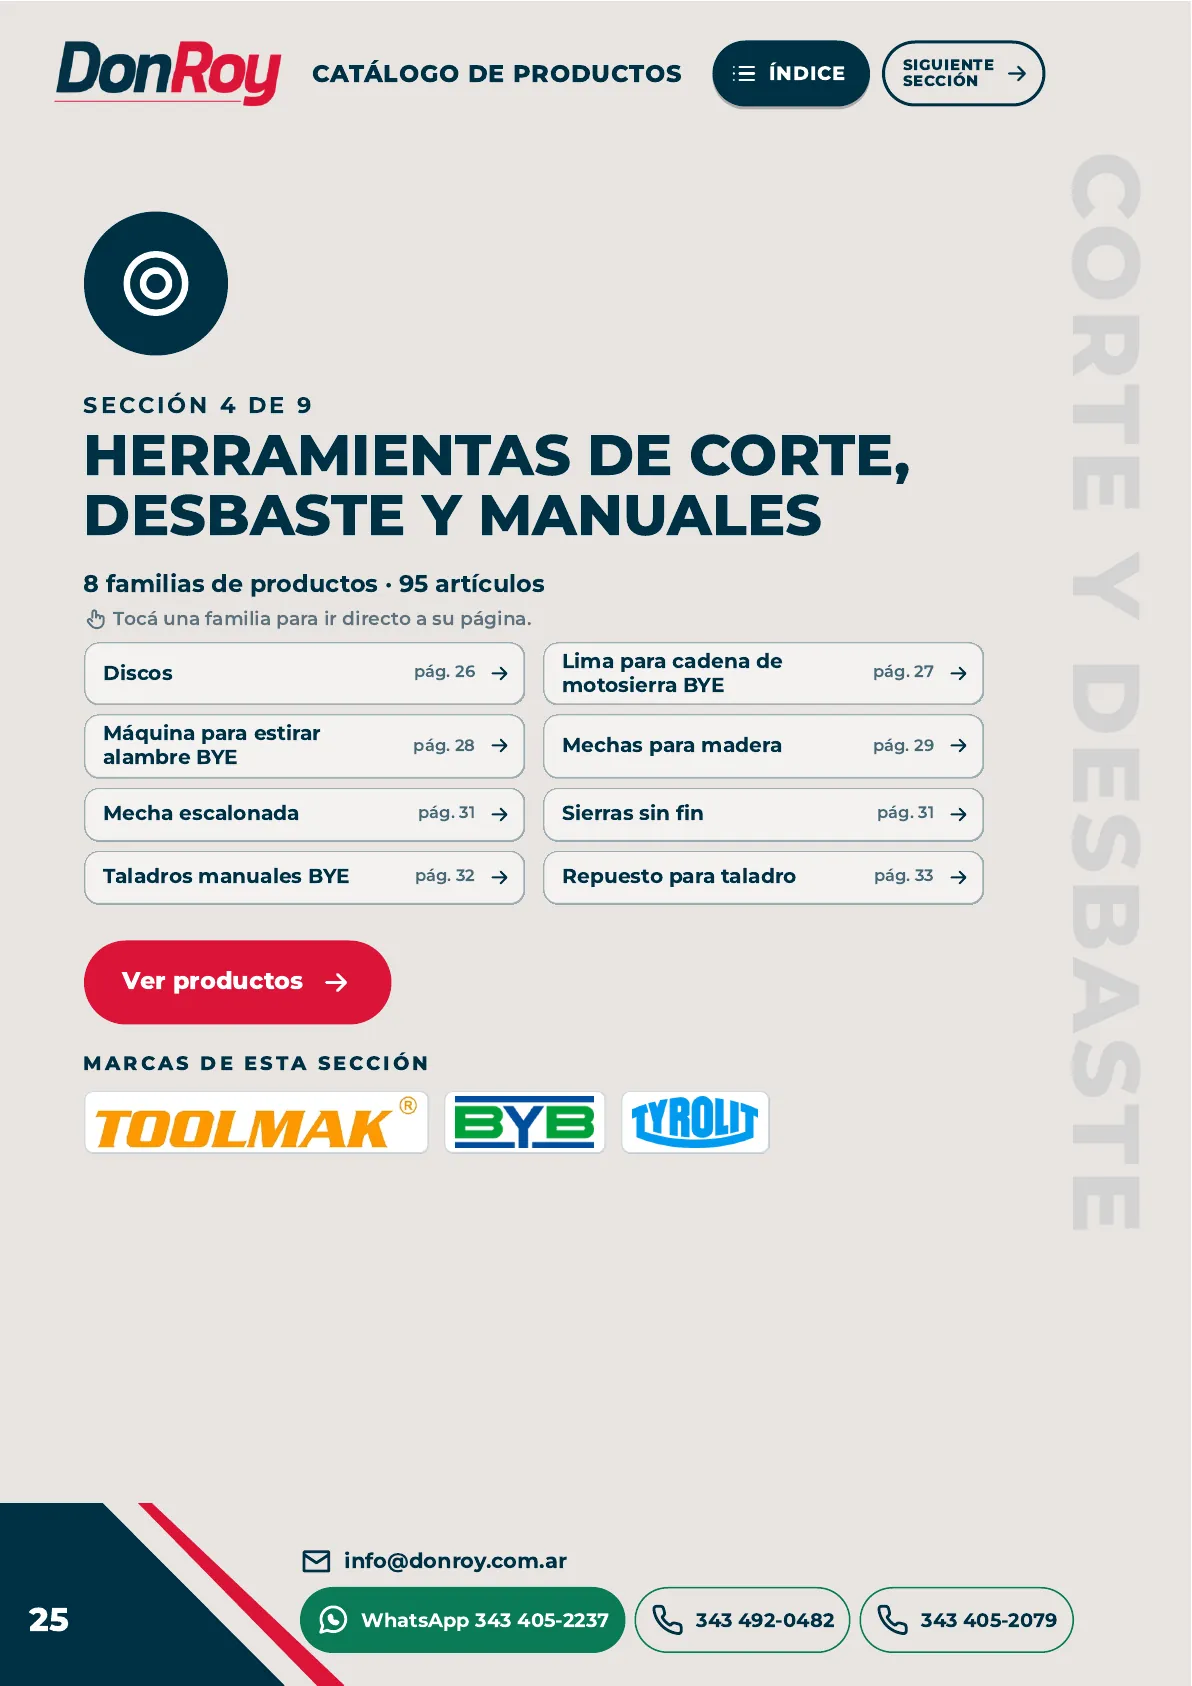 DonRoy
CATÁLOGO DE PRODUCTOS
ÍNDICE
SIGUIENTE
SECCIÓN
CORTE Y DESBASTE
SECCIÓN 4 DE 9
HERRAMIENTAS DE CORTE,
DESBASTE Y MANUALES
8 familias de productos · 95 artículos
Tocá una familia para ir directo a su página.
Discos pág. 26
Lima para cadena de
motosierra BYE pág. 27
Máquina para estirar
alambre BYE pág. 28
Mechas para madera pág. 29
Mecha escalonada pág. 31
Sierras sin fin pág. 31
Taladros manuales BYE pág. 32
Repuesto para taladro pág. 33
Ver productos
MARCAS DE ESTA SECCIÓN
TOOLMAK®
BYB
TYROLIT
info@donroy.com.ar
25
WhatsApp 343 405-2237
343 492-0482
343 405-2079